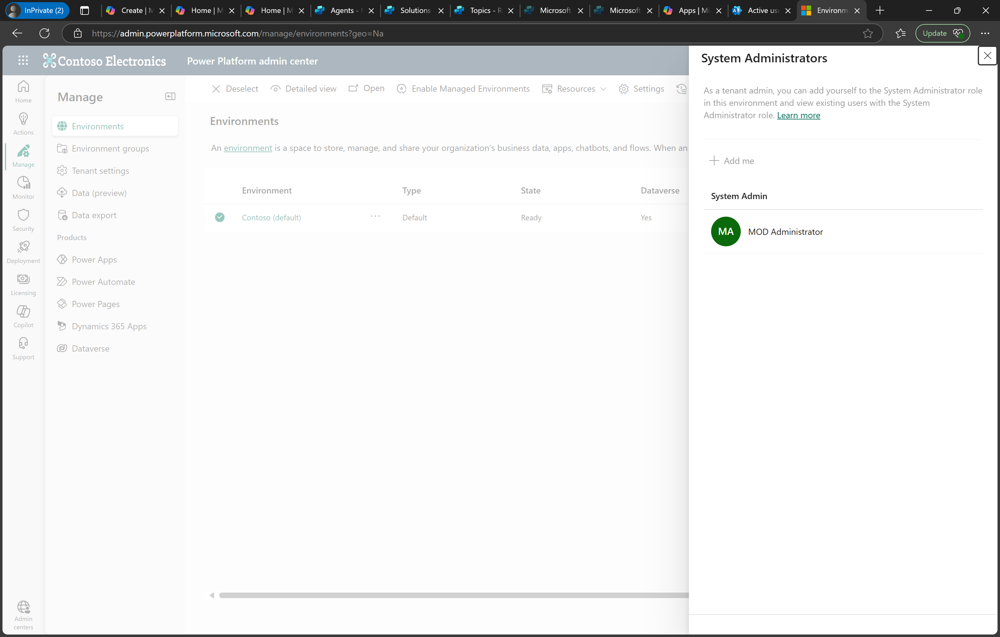 InPrivate (2)
Create | M
Home | M
Home | M
Agents - M
Solutions
Topics - R
Microsoft
Microsoft
Apps | Mi
Active use
Environm
https://admin.powerplatform.microsoft.com/manage/environments?geo=Na
Update
Contoso Electronics
Power Platform admin center
Home
Actions
Manage
Monitor
Security
Deployment
Licensing
Copilot
Support
Admin
centers
Manage
Environments
Environment groups
Tenant settings
Data (preview)
Data export
Products
Power Apps
Power Automate
Power Pages
Dynamics 365 Apps
Dataverse
Deselect
Detailed view
Open
Enable Managed Environments
Resources
Settings
Environments
An environment is a space to store, manage, and share your organization's business data, apps, chatbots, and flows. When an
Environment Type State Dataverse
Contoso (default) ··· Default Ready Yes
System Administrators
As a tenant admin, you can add yourself to the System Administrator role
in this environment and view existing users with the System
Administrator role. Learn more
Add me
System Admin
MA MOD Administrator